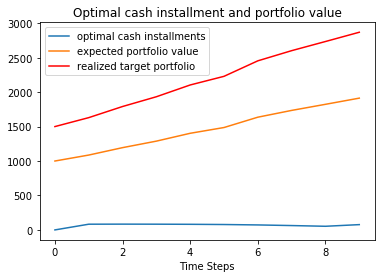 Optimal cash installment and portfolio value
optimal cash installments
expected portfolio value
realized target portfolio
3000
2500
2000
1500
1000
500
0
0 2 4 6 8
Time Steps